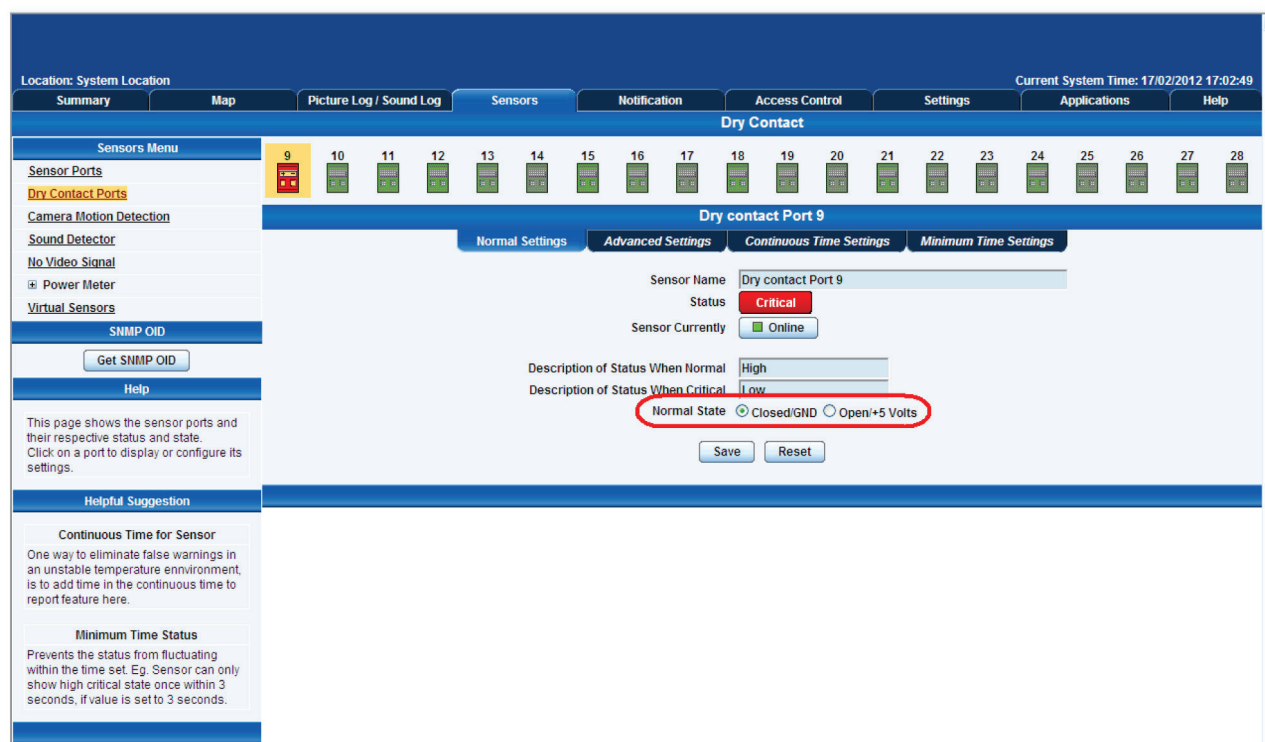 Location: System Location
Current System Time: 17/02/2012 17:02:49
Summary Map Picture Log / Sound Log Sensors Notification Access Control Settings Applications Help
Dry Contact
Sensors Menu
Sensor Ports
Dry Contact Ports
Camera Motion Detection
Sound Detector
No Video Signal
Power Meter
Virtual Sensors
SNMP OID
Get SNMP OID
Help
This page shows the sensor ports and
their respective status and state.
Click on a port to display or configure its
settings.
Helpful Suggestion
Continuous Time for Sensor
One way to eliminate false warnings in
an unstable temperature ennvironment,
is to add time in the continuous time to
report feature here.
Minimum Time Status
Prevents the status from fluctuating
within the time set. Eg. Sensor can only
show high critical state once within 3
seconds, if value is set to 3 seconds.
9 10 11 12 13 14 15 16 17 18 19 20 21 22 23 24 25 26 27 28
Dry contact Port 9
Normal Settings Advanced Settings Continuous Time Settings Minimum Time Settings
Sensor Name Dry contact Port 9
Status Critical
Sensor Currently Online
Description of Status When Normal High
Description of Status When Critical Low
Normal State Closed/GND Open/+5 Volts
Save Reset